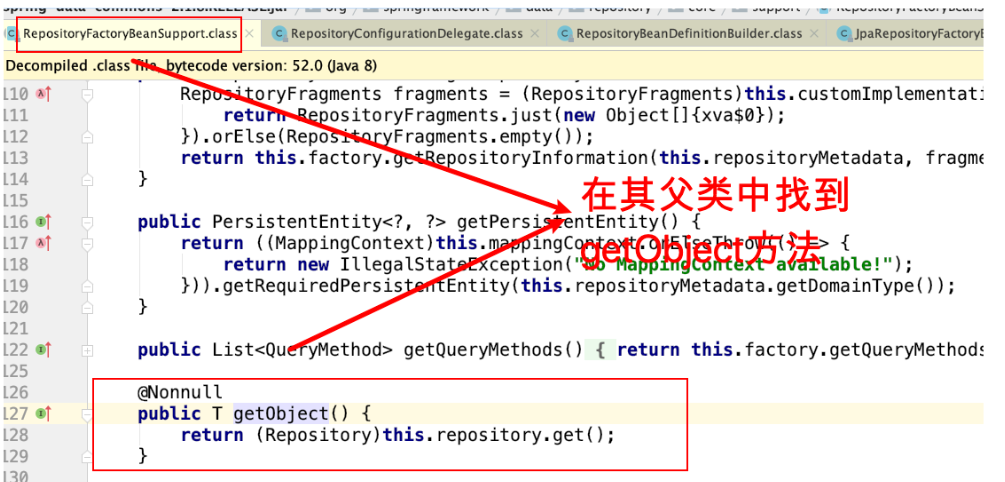 spring-data-commons-2.1.8.RELEASE.jar org springframework data repository core support RepositoryFactoryBeanS
RepositoryFactoryBeanSupport.class RepositoryConfigurationDelegate.class RepositoryBeanDefinitionBuilder.class JpaRepositoryFactoryB
Decompiled .class file, bytecode version: 52.0 (Java 8)
110 RepositoryFragments fragments = (RepositoryFragments)this.customImplementati
111 return RepositoryFragments.just(new Object[]{xva$0});
112 }).orElse(RepositoryFragments.empty());
113 return this.factory.getRepositoryInformation(this.repositoryMetadata, fragme
114 }
115
116 public PersistentEntity<?, ?> getPersistentEntity() {
117 return ((MappingContext)this.mappingContext.orElseThrow(() -> {
118 return new IllegalStateException("No MappingContext available!");
119 })).getRequiredPersistentEntity(this.repositoryMetadata.getDomainType());
120 }
121
122 public List<QueryMethod> getQueryMethods() { return this.factory.getQueryMethods
125
126 @Nonnull
127 public T getObject() {
128 return (Repository)this.repository.get();
129 }
130
在其父类中找到
getObject方法